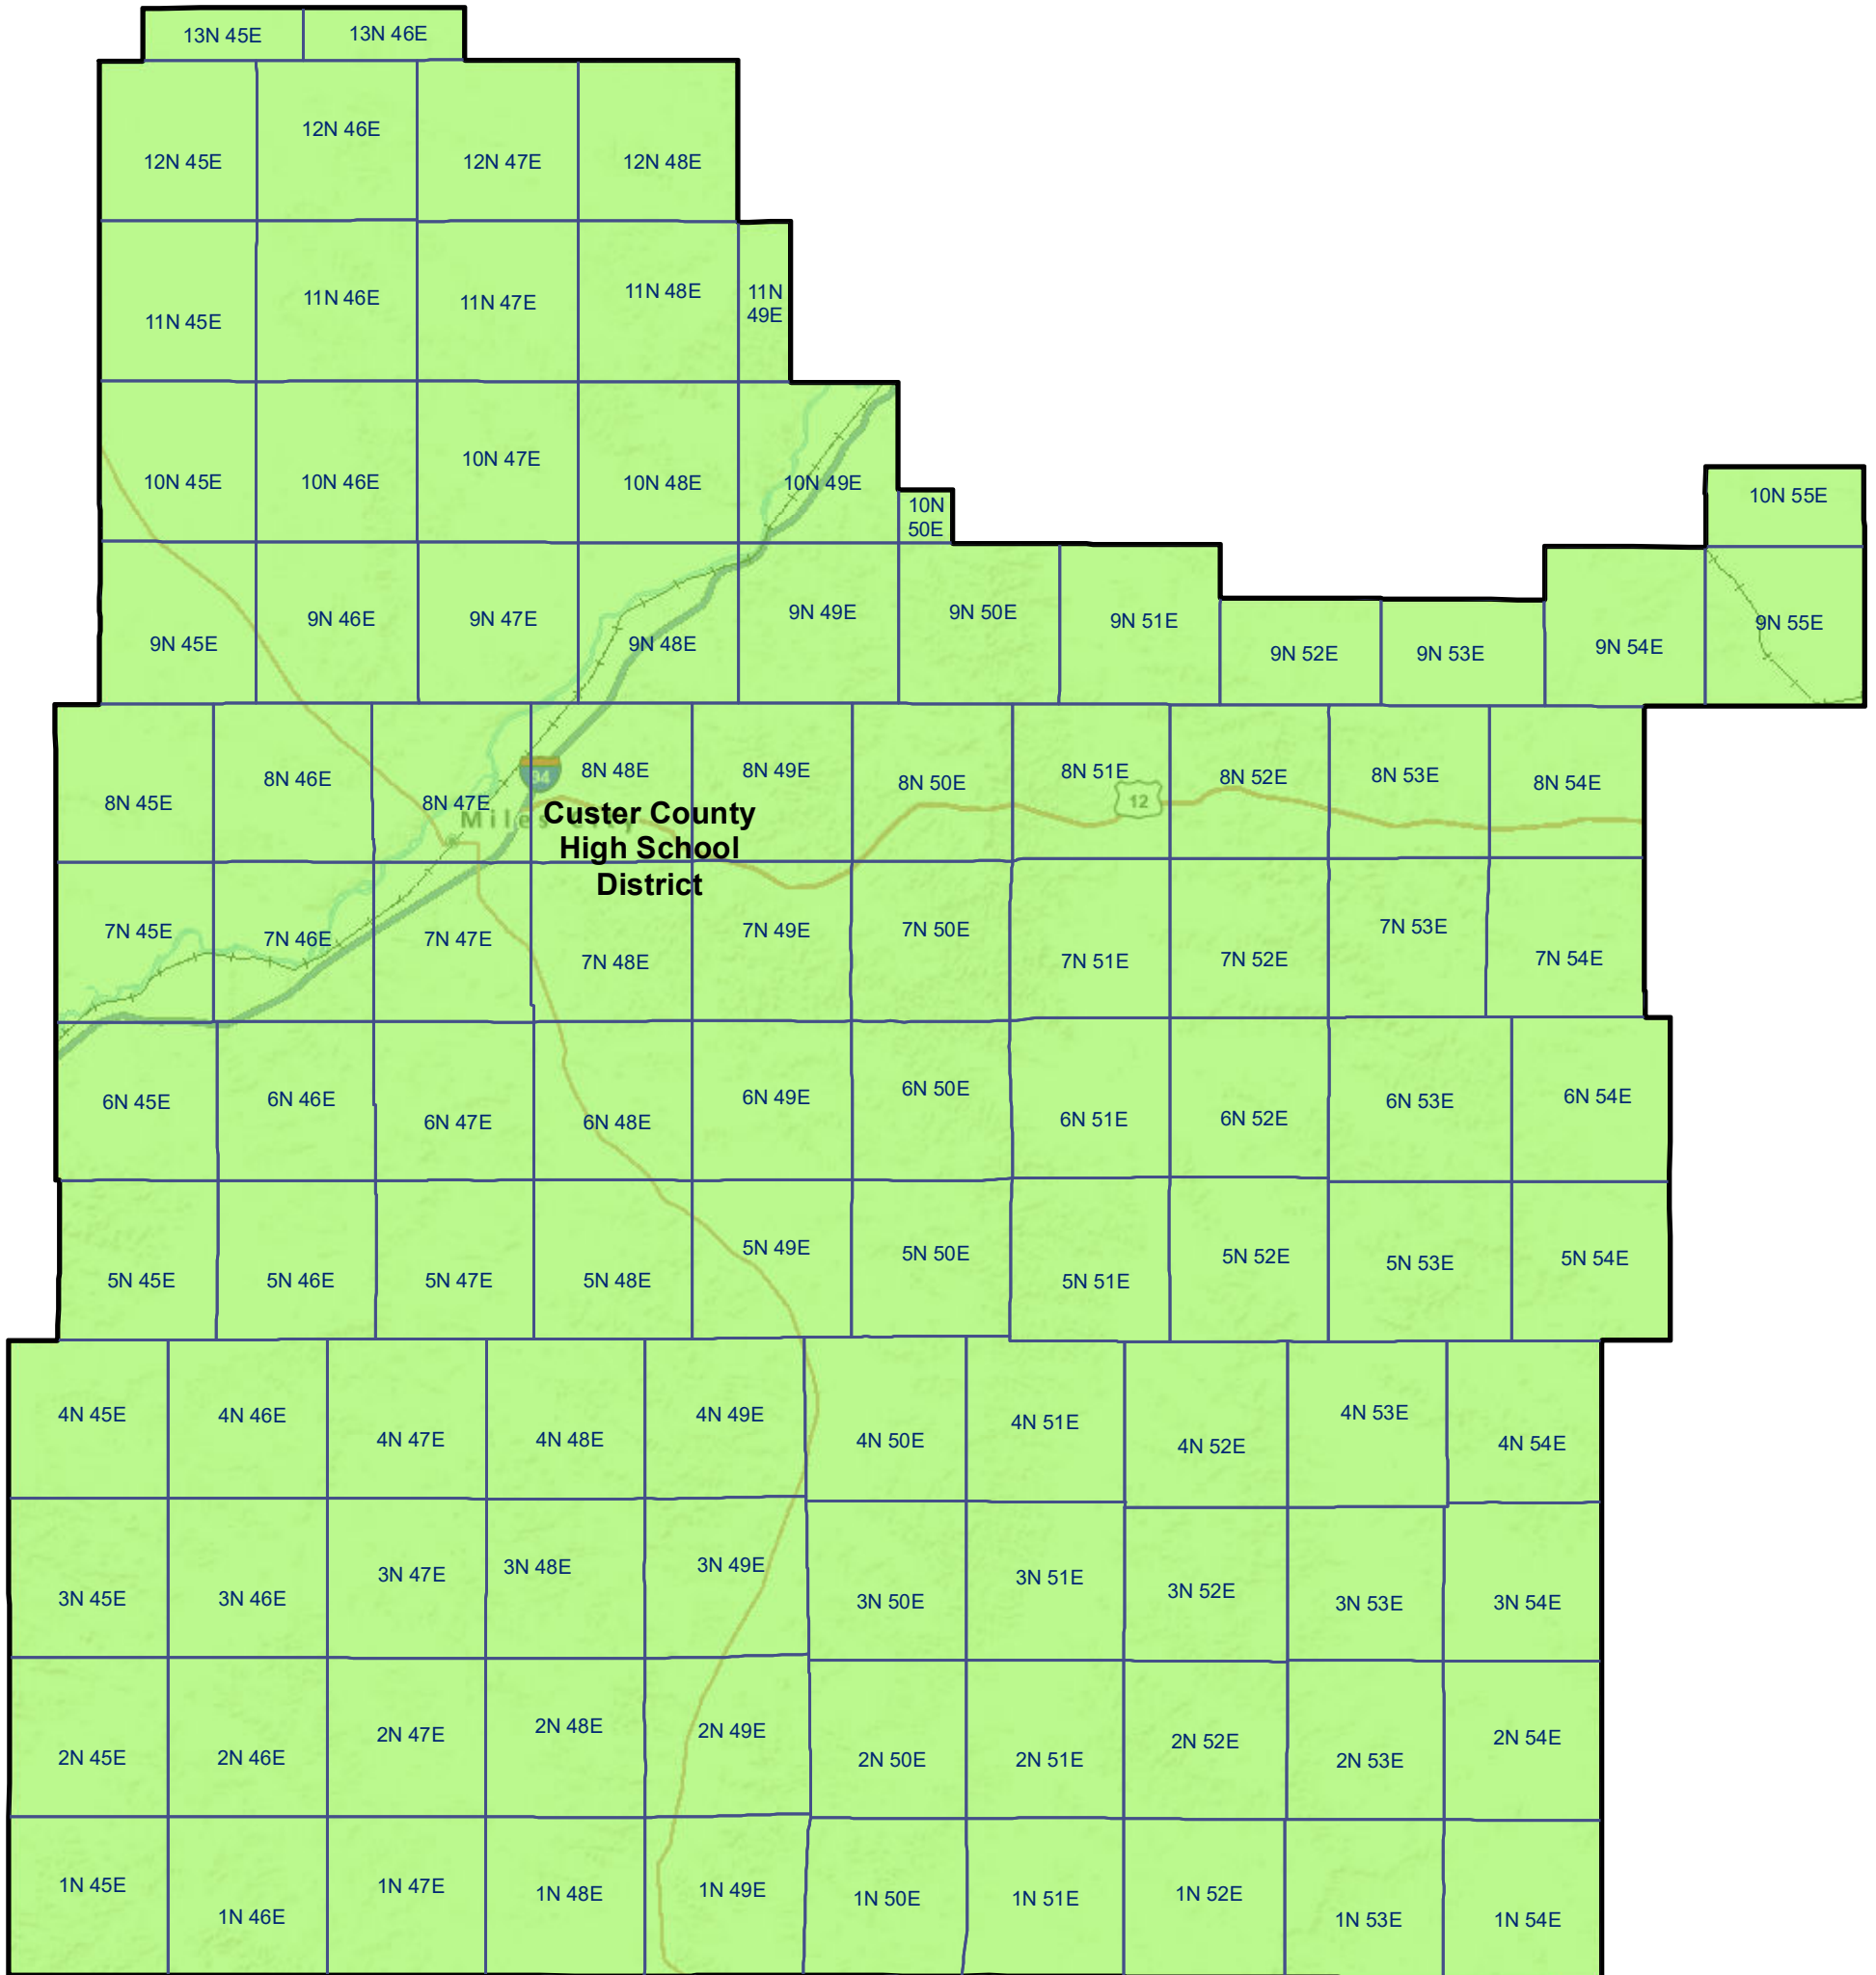 13N 45E
13N 46E
12N 45E
12N 46E
12N 47E
12N 48E
11N 45E
11N 46E
11N 47E
11N 48E
11N
49E
10N 45E
10N 46E
10N 47E
10N 48E
10N 49E
10N
50E
10N 55E
9N 45E
9N 46E
9N 47E
9N 48E
9N 49E
9N 50E
9N 51E
9N 52E
9N 53E
9N 54E
9N 55E
8N 45E
8N 46E
8N 47E
94
8N 48E
8N 49E
8N 50E
8N 51E
12
8N 52E
8N 53E
8N 54E
Miles City
Custer County
High School
District
7N 45E
7N 46E
7N 47E
7N 48E
7N 49E
7N 50E
7N 51E
7N 52E
7N 53E
7N 54E
6N 45E
6N 46E
6N 47E
6N 48E
6N 49E
6N 50E
6N 51E
6N 52E
6N 53E
6N 54E
5N 45E
5N 46E
5N 47E
5N 48E
5N 49E
5N 50E
5N 51E
5N 52E
5N 53E
5N 54E
4N 45E
4N 46E
4N 47E
4N 48E
4N 49E
4N 50E
4N 51E
4N 52E
4N 53E
4N 54E
3N 45E
3N 46E
3N 47E
3N 48E
3N 49E
3N 50E
3N 51E
3N 52E
3N 53E
3N 54E
2N 45E
2N 46E
2N 47E
2N 48E
2N 49E
2N 50E
2N 51E
2N 52E
2N 53E
2N 54E
1N 45E
1N 46E
1N 47E
1N 48E
1N 49E
1N 50E
1N 51E
1N 52E
1N 53E
1N 54E